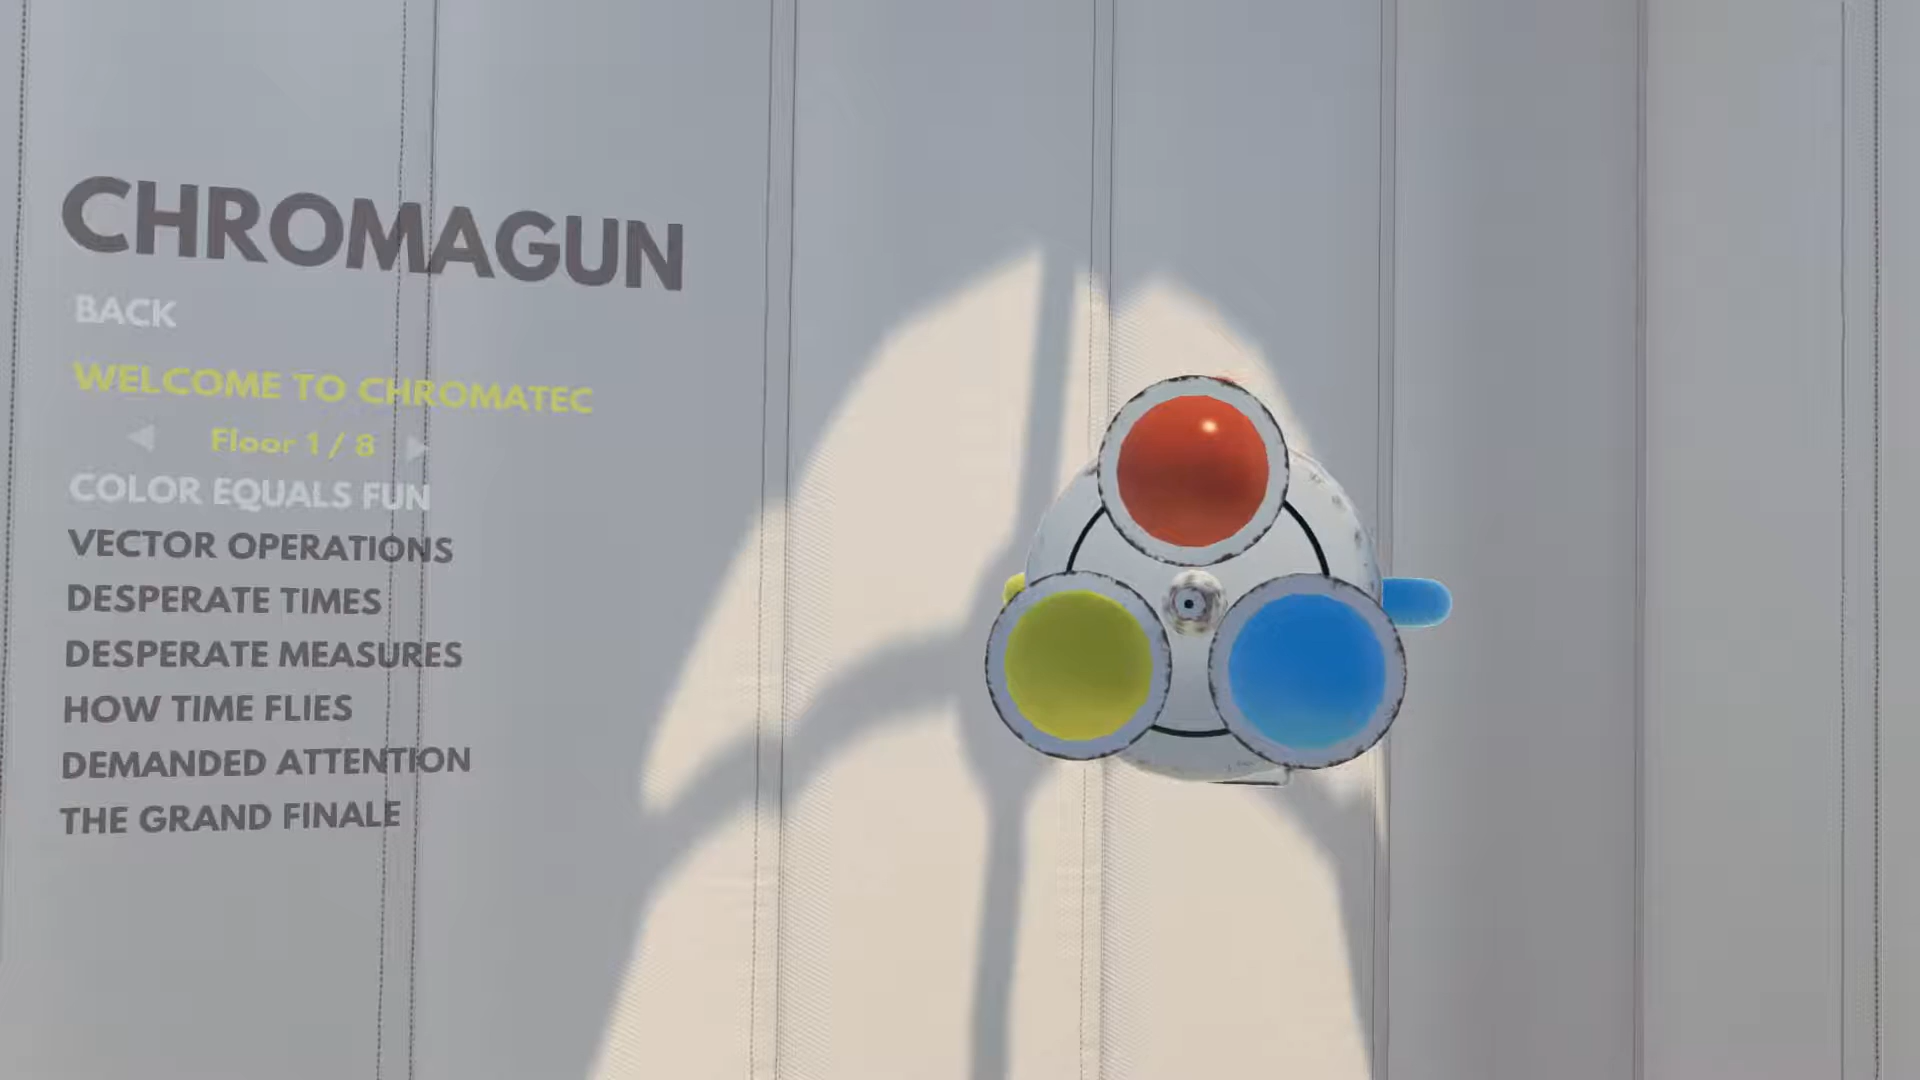 CHROMAGUN
BACK
WELCOME TO CHROMATEC
Floor 1 / 8
COLOR EQUALS FUN
VECTOR OPERATIONS
DESPERATE TIMES
DESPERATE MEASURES
HOW TIME FLIES
DEMANDED ATTENTION
THE GRAND FINALE